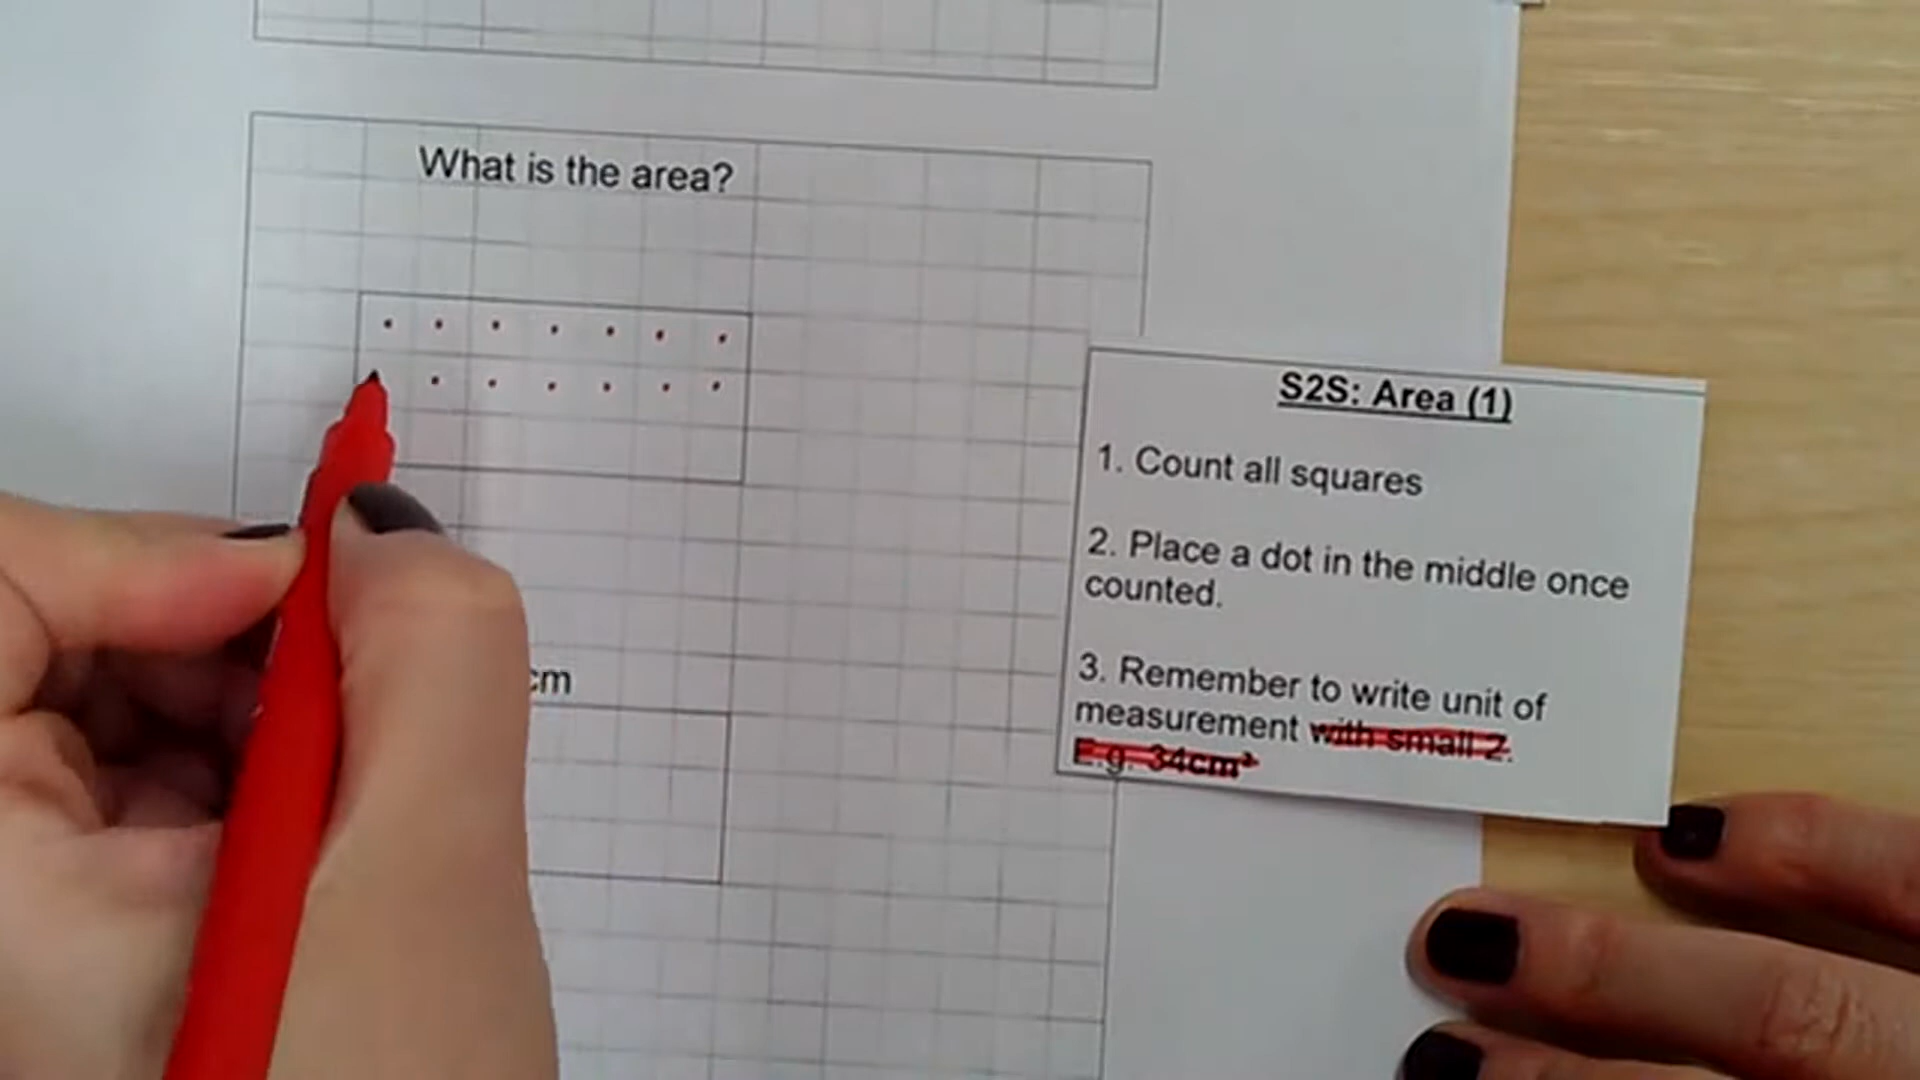 What is the area?
S2S: Area (1)
1. Count all squares
2. Place a dot in the middle once
counted.
3. Remember to write unit of
measurement with small 2.
E.g. 34cm²
cm